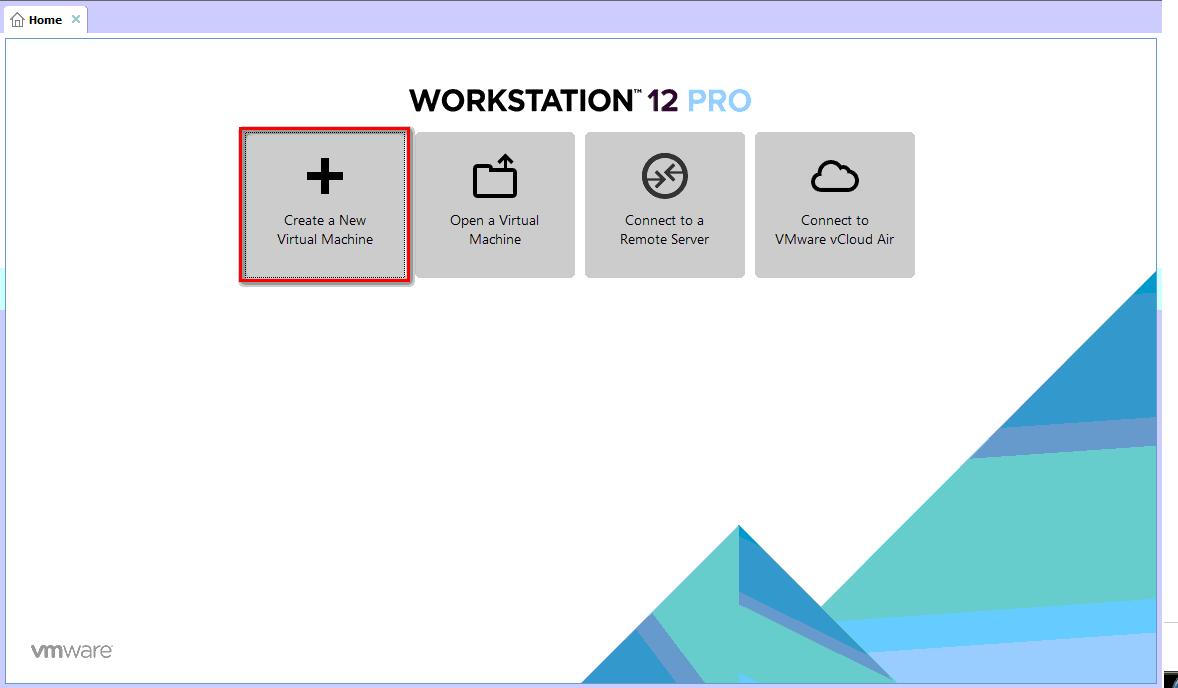 Home
WORKSTATION™ 12 PRO
Create a New
Virtual Machine
Open a Virtual
Machine
Connect to a
Remote Server
Connect to
VMware vCloud Air
vmware